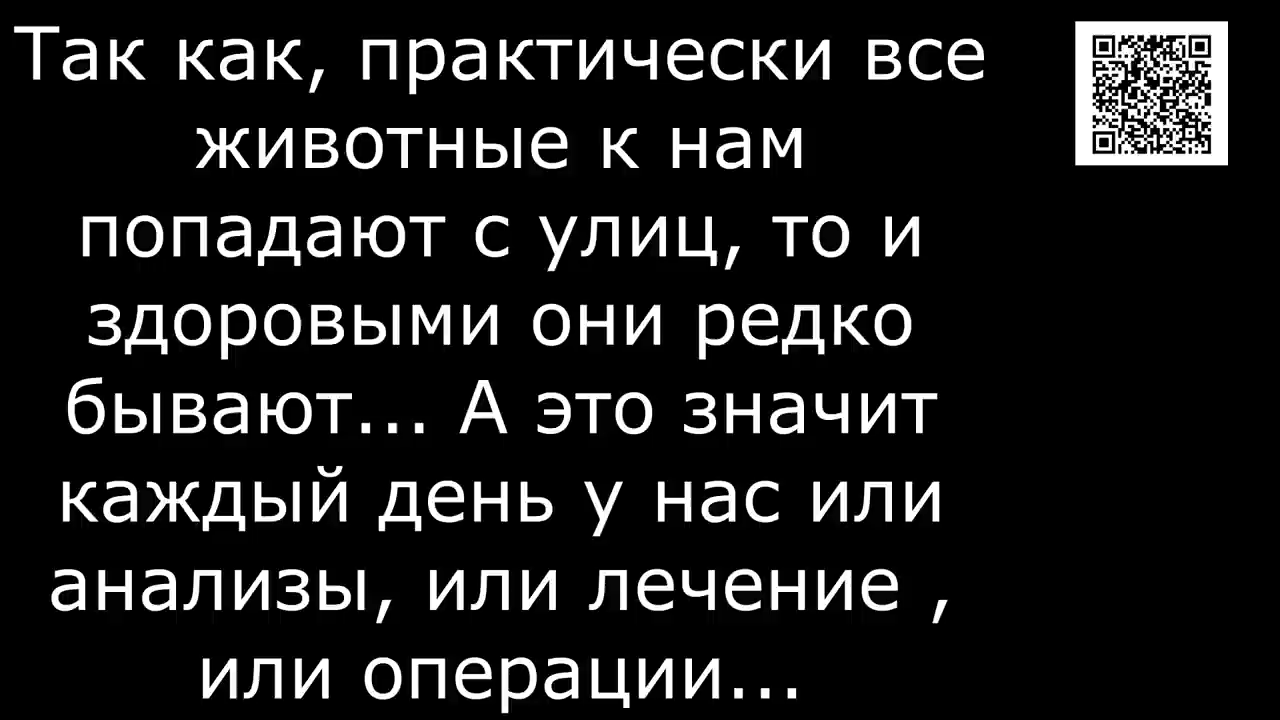 Так как, практически все
животные к нам
попадают с улиц, то и
здоровыми они редко
бывают... А это значит
каждый день у нас или
анализы, или лечение ,
или операции...